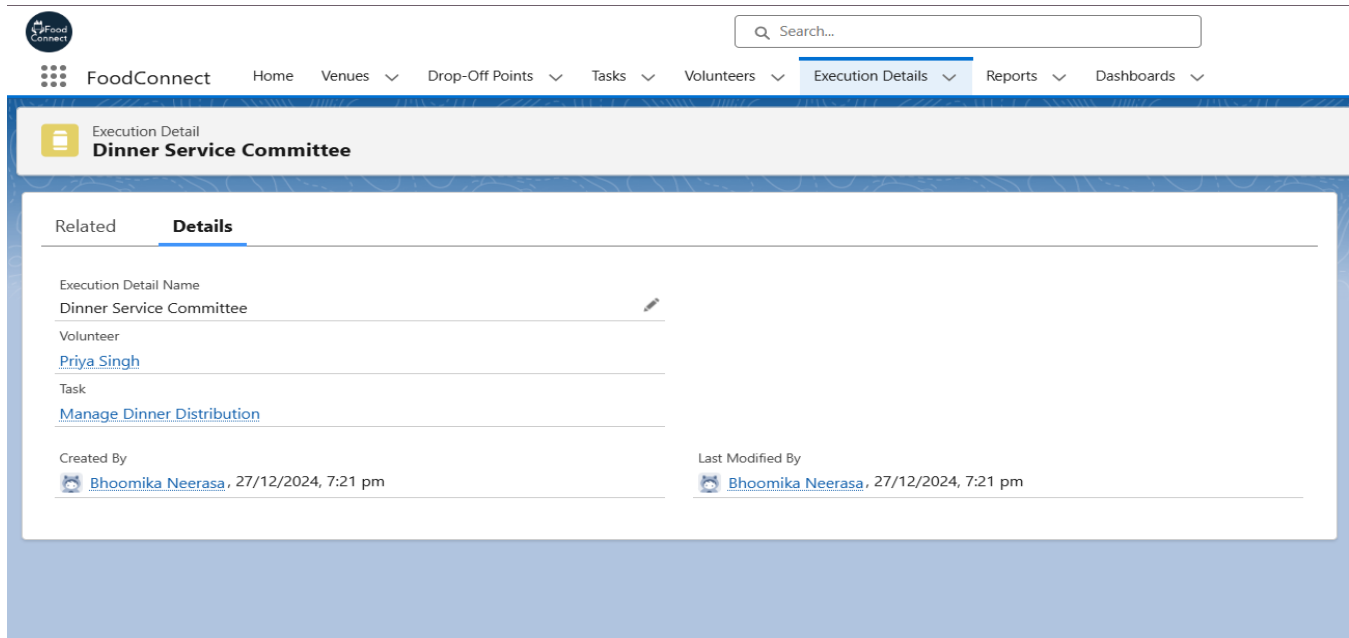 Food
Connect
Search...
FoodConnect Home Venues Drop-Off Points Tasks Volunteers Execution Details Reports Dashboards
Execution Detail
Dinner Service Committee
Related Details
Execution Detail Name
Dinner Service Committee
Volunteer
Priya Singh
Task
Manage Dinner Distribution
Created By Last Modified By
Bhoomika Neerasa, 27/12/2024, 7:21 pm Bhoomika Neerasa, 27/12/2024, 7:21 pm